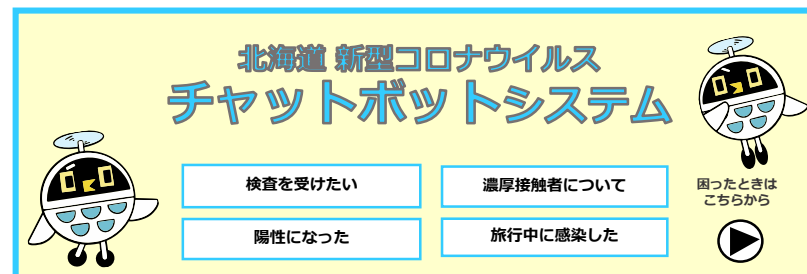 北海道 新型コロナウイルス
チャットボットシステム
検査を受けたい
濃厚接触者について
陽性になった
旅行中に感染した
困ったときは
こちらから